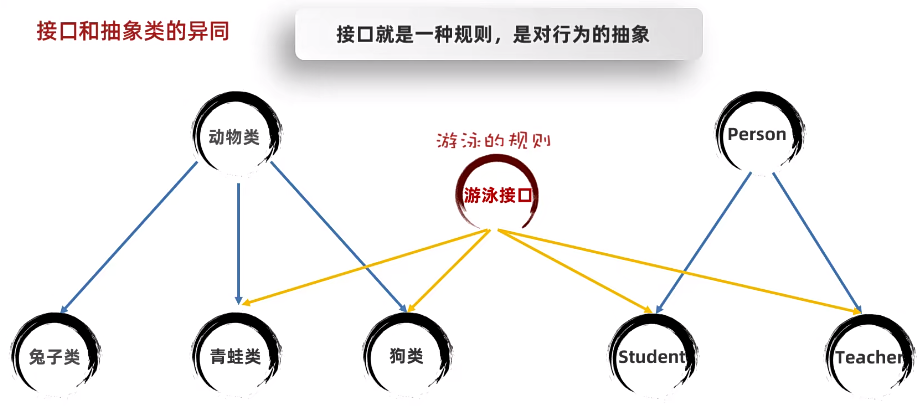 接口和抽象类的异同
接口就是一种规则，是对行为的抽象
动物类
游泳的规则
Person
游泳接口
兔子类
青蛙类
狗类
Student
Teacher